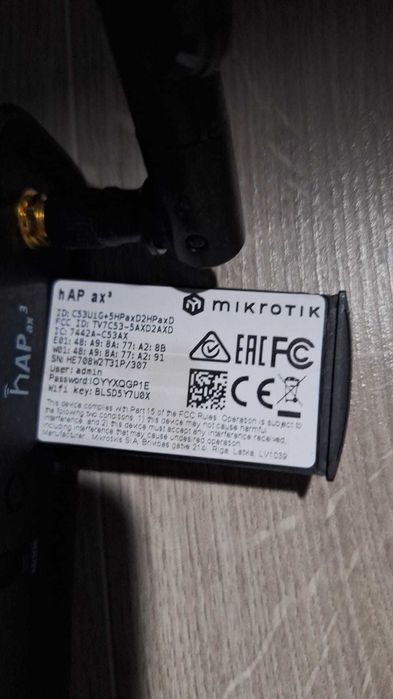 hAP ax³
mikrotik
ID: C53UiG+5HPaxD2HPaxD
FCC ID: TV7C53-5AXD2AXD
IC: 7442A-C53AX
E01: 48: A9: 8A: 77: A2: 8B
W01: 48: A9: 8A: 77: A2: 91
SN: HE708W2T31P/307
User: admin
Password: IOYYXQGP1E
Wifi key: BLSD5Y7U0X
EAC FC
CE
This device complies with Part 15 of the FCC Rules. Operation is subject to
the following two conditions: 1) this device may not cause harmful
interference, and 2) this device must accept any interference received,
including interference that may cause undesired operation.
Manufacturer: Mikrotikls SIA, Brivibas gatve 214i, Riga, Latvia, LV1039
hAP ax³